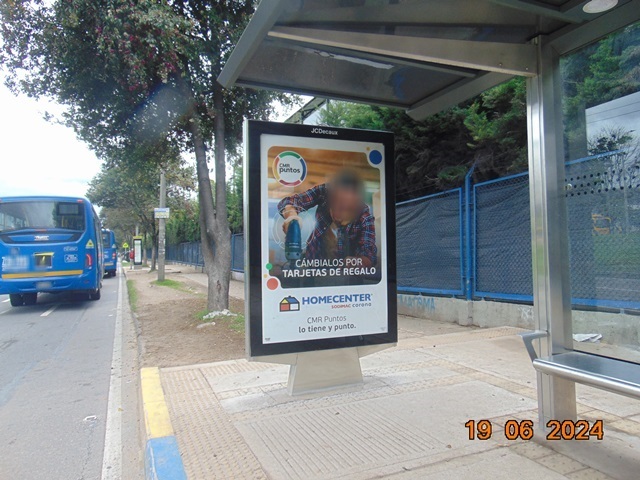 JCDecaux
CMR
puntos
CÁMBIALOS POR
TARJETAS DE REGALO
HOMECENTER
SODIMAC corona
CMR Puntos
lo tiene y punto.
19 06 2024